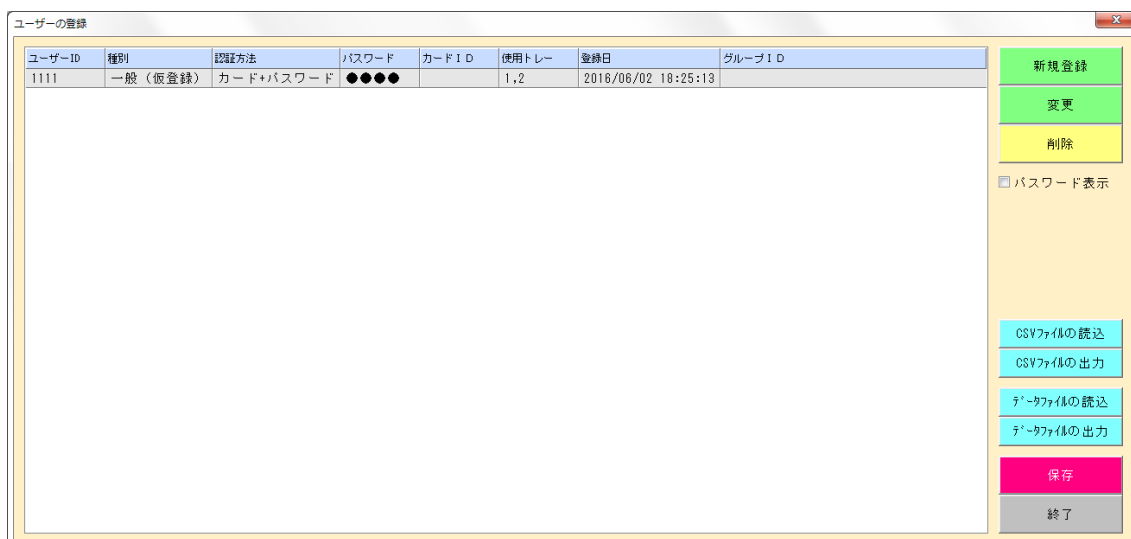 ユーザーの登録
ユーザーID 種別 認証方法 パスワード カードＩＤ 使用トレー 登録日 グループＩＤ
1111 一般（仮登録） カード+パスワード ●●●● 1,2 2016/06/02 18:25:13
新規登録
変更
削除
パスワード表示
CSVﾌｧｲﾙの読込
CSVﾌｧｲﾙの出力
ﾃﾞｰﾀﾌｧｲﾙの読込
ﾃﾞｰﾀﾌｧｲﾙの出力
保存
終了